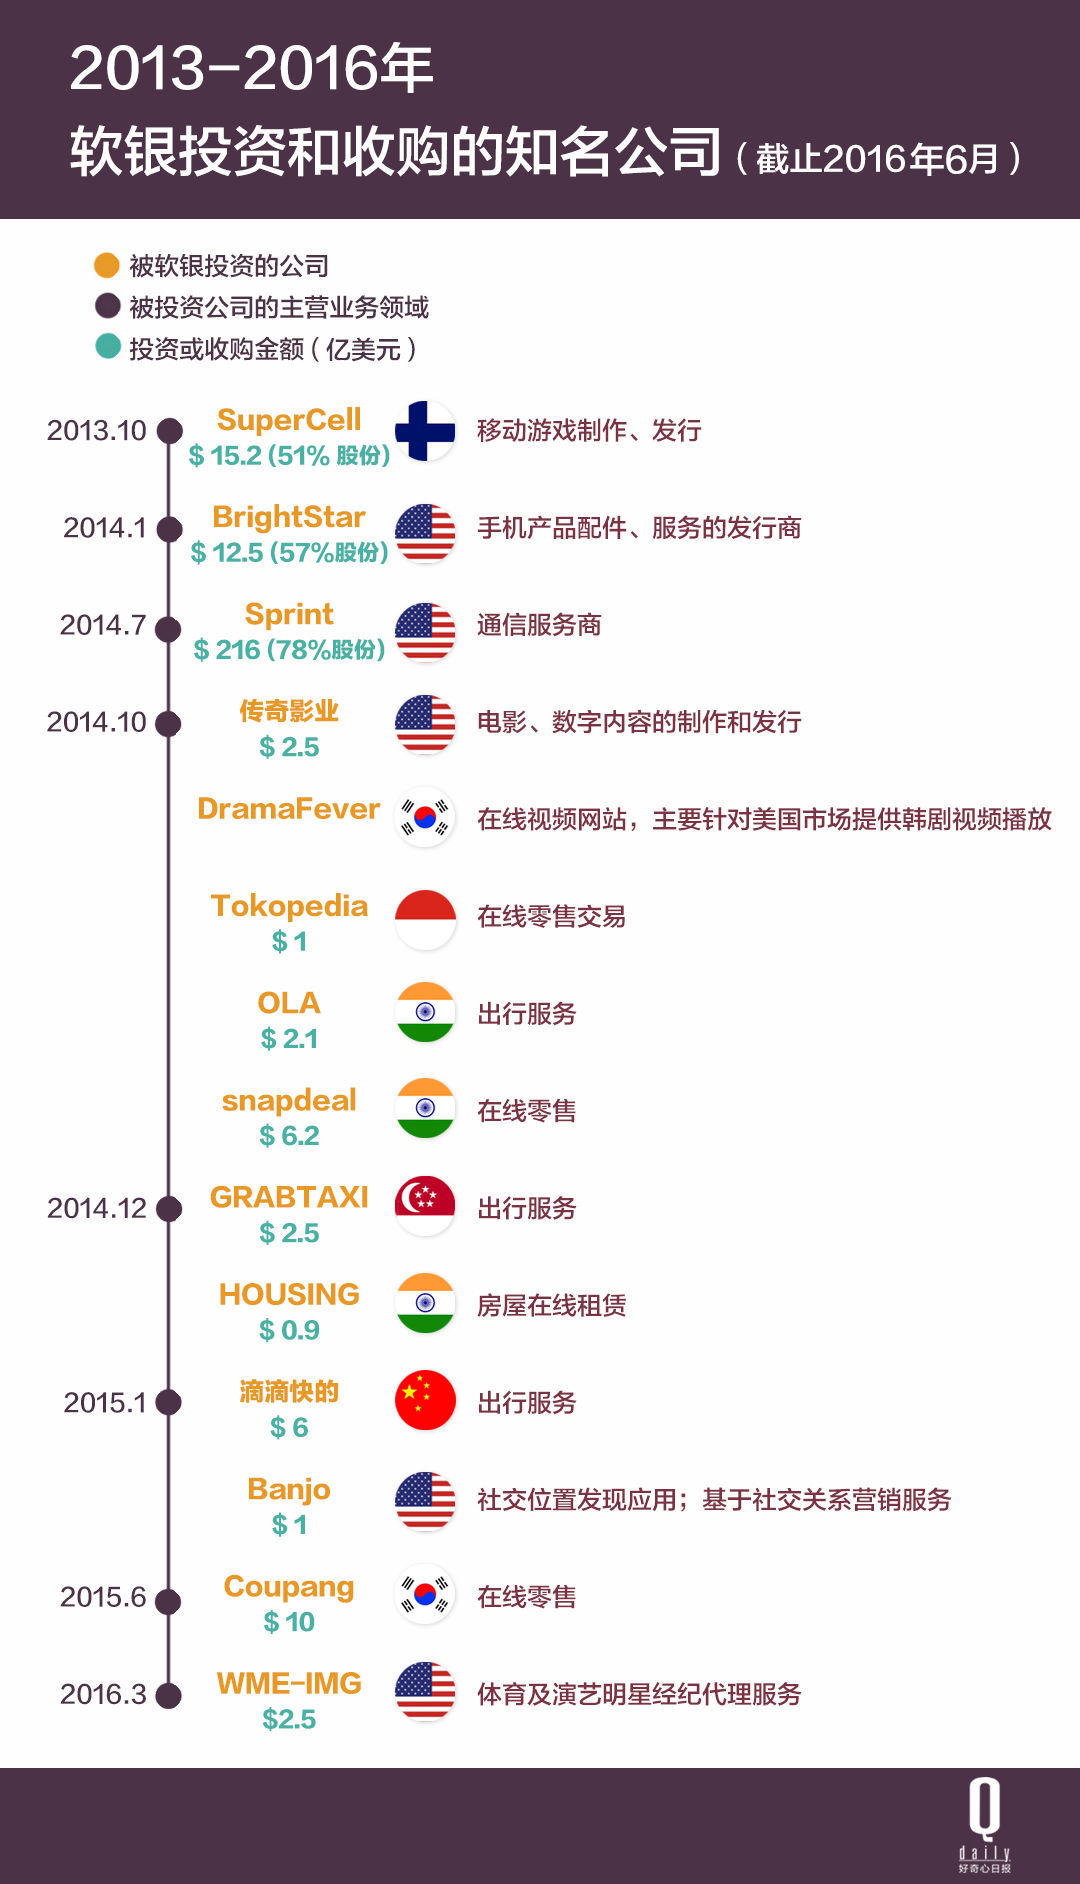 2013-2016年
软银投资和收购的知名公司（截止2016年6月）
被软银投资的公司
被投资公司的主营业务领域
投资或收购金额（亿美元）
2013.10 SuperCell 移动游戏制作、发行
$ 15.2 (51% 股份)
2014.1 BrightStar 手机产品配件、服务的发行商
$ 12.5 (57%股份)
2014.7 Sprint 通信服务商
$ 216 (78%股份)
2014.10 传奇影业 电影、数字内容的制作和发行
$ 2.5
DramaFever 在线视频网站，主要针对美国市场提供韩剧视频播放
Tokopedia 在线零售交易
$ 1
OLA 出行服务
$ 2.1
snapdeal 在线零售
$ 6.2
2014.12 GRABTAXI 出行服务
$ 2.5
HOUSING 房屋在线租赁
$ 0.9
2015.1 滴滴快的 出行服务
$ 6
Banjo 社交位置发现应用；基于社交关系营销服务
$ 1
2015.6 Coupang 在线零售
$ 10
2016.3 WME-IMG 体育及演艺明星经纪代理服务
$2.5
Q
daily
好奇心日报